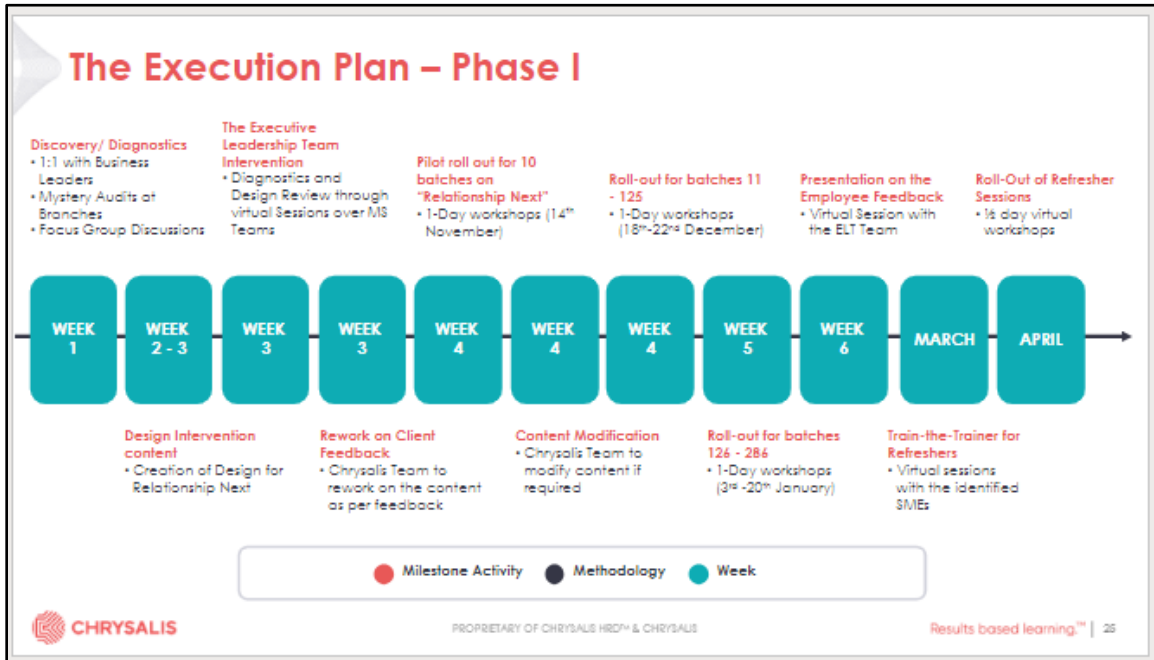 The Execution Plan – Phase I
Discovery/ Diagnostics
• 1:1 with Business
Leaders
• Mystery Audits at
Branches
• Focus Group Discussions
The Executive
Leadership Team
Intervention
• Diagnostics and
Design Review through
virtual Sessions over MS
Teams
Pilot roll out for 10
batches on
"Relationship Next"
• 1-Day workshops (14th
November)
Roll-out for batches 11
- 125
• 1-Day workshops
(18th-22nd December)
Presentation on the
Employee Feedback
• Virtual Session with
the ELT Team
Roll-Out of Refresher
Sessions
• ½ day virtual
workshops
WEEK
1
WEEK
2 - 3
WEEK
3
WEEK
3
WEEK
4
WEEK
4
WEEK
4
WEEK
5
WEEK
6
MARCH
APRIL
Design Intervention
content
• Creation of Design for
Relationship Next
Rework on Client
Feedback
• Chrysalis Team to
rework on the content
as per feedback
Content Modification
• Chrysalis Team to
modify content if
required
Roll-out for batches
126 - 286
• 1-Day workshops
(3rd -20th January)
Train-the-Trainer for
Refreshers
• Virtual sessions
with the identified
SMEs
Milestone Activity
Methodology
Week
CHRYSALIS
PROPRIETARY OF CHRYSALIS HRD™ & CHRYSALIS
Results based learning.™ | 25